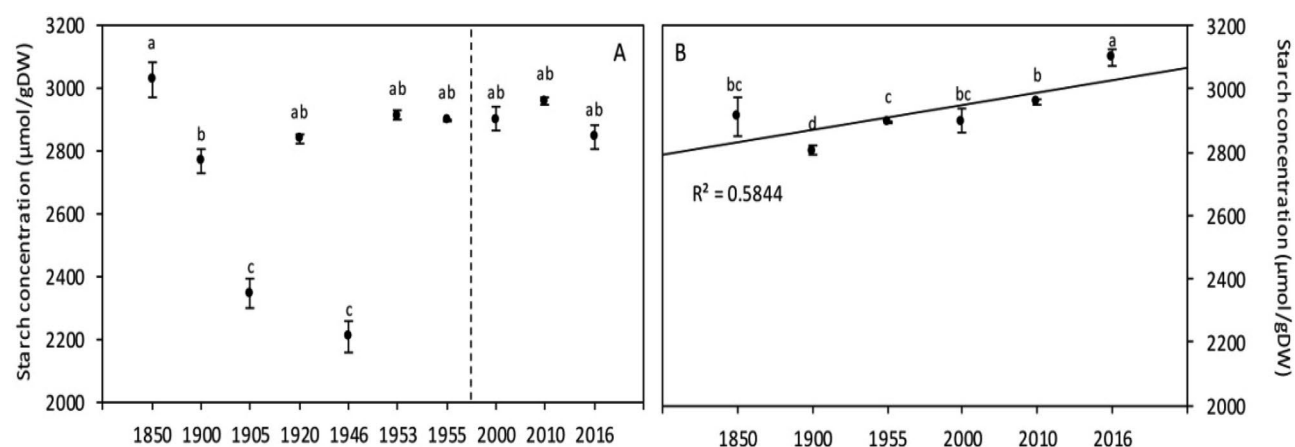 Starch concentration (µmol/gDW)
3200
3000
2800
2600
2400
2200
2000
A
a
b
c
ab
c
ab
ab
ab
ab
ab
1850 1900 1905 1920 1946 1953 1955 2000 2010 2016
B
bc
d
c
bc
b
a
R² = 0.5844
1850 1900 1955 2000 2010 2016
3200
3000
2800
2600
2400
2200
2000
Starch concentration (µmol/gDW)